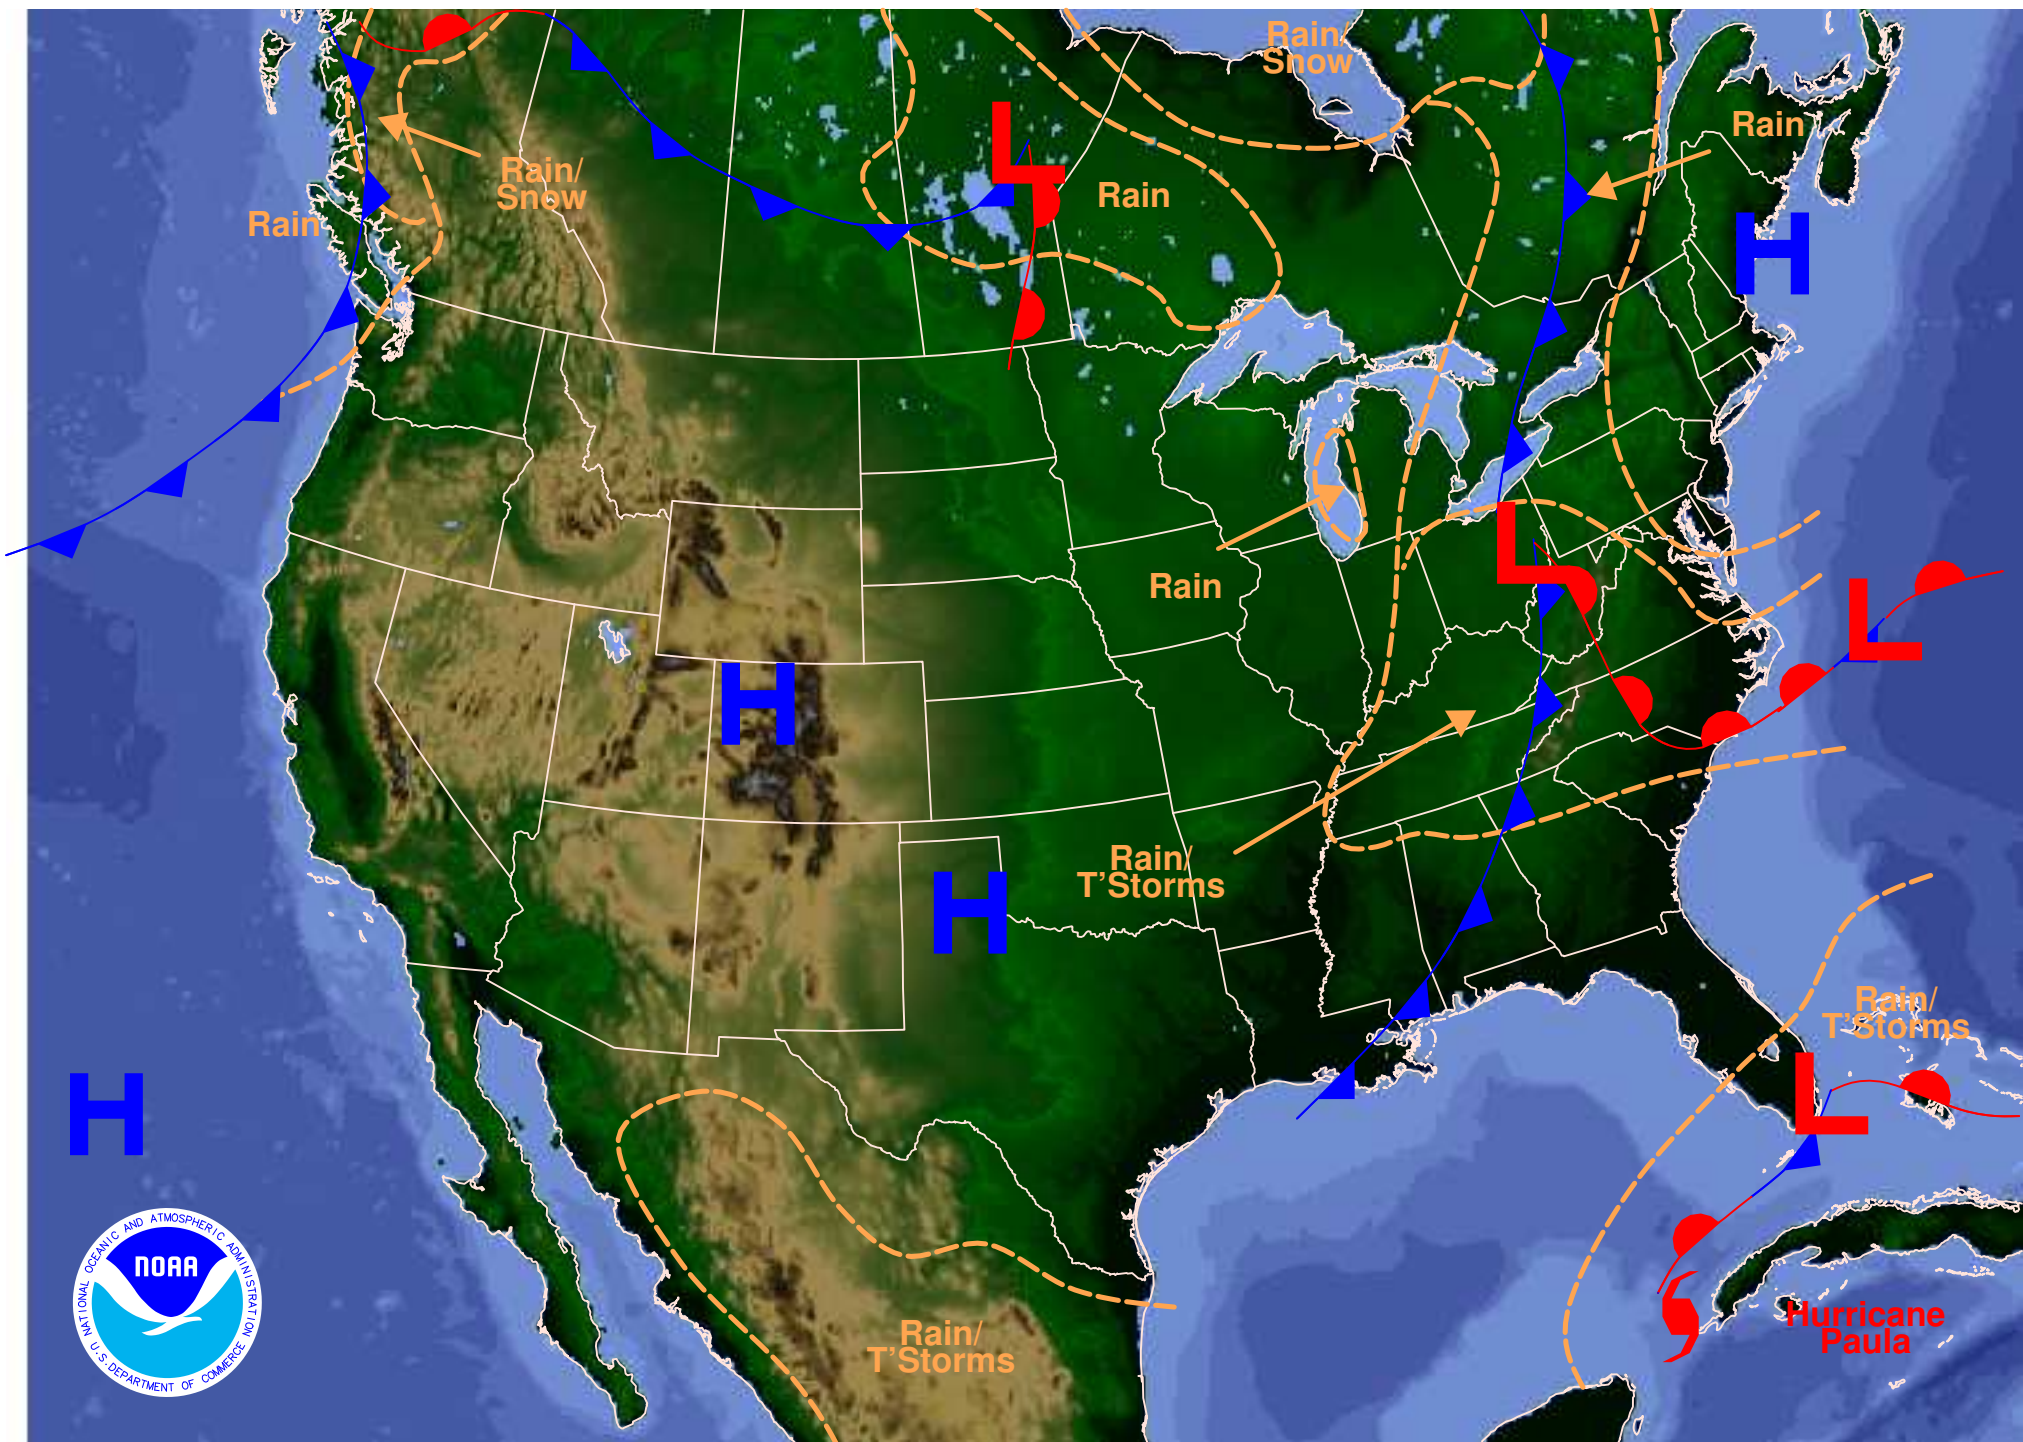 Rain/
Snow
Rain
Rain/
Snow
Rain
Rain
L
H
Rain
L
L
H
H
Rain/
T'Storms
Rain/
T'Storms
L
H
NATIONAL OCEANIC AND ATMOSPHERIC ADMINISTRATION
NOAA
U.S. DEPARTMENT OF COMMERCE
Rain/
T'Storms
Hurricane
Paula